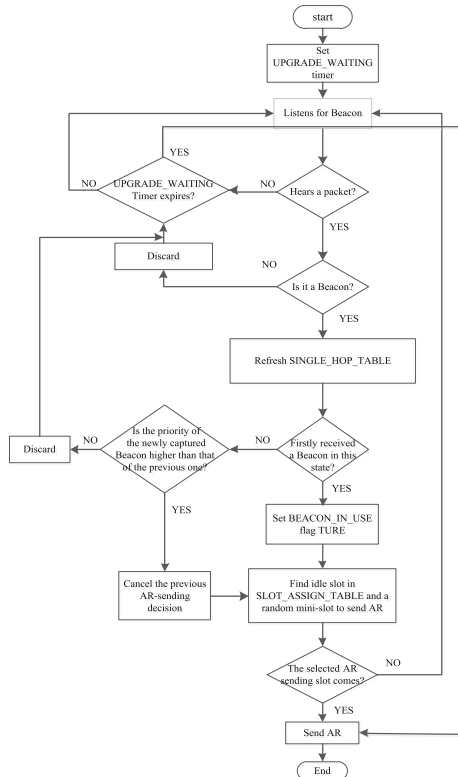 start
Set
UPGRADE_WAITING
timer
Listens for Beacon
YES
NO
UPGRADE_WAITING
Timer expires?
NO
Hears a packet?
YES
Discard
NO
Is it a Beacon?
YES
Refresh SINGLE_HOP_TABLE
Is the priority of
the newly captured
Beacon higher than that
of the previous one?
NO
Discard
NO
Firstly received
a Beacon in this
state?
YES
YES
Set BEACON_IN_USE
flag TURE
Cancel the previous
AR-sending
decision
Find idle slot in
SLOT_ASSIGN_TABLE and a
random mini-slot to send AR
The selected AR
sending slot comes?
NO
YES
Send AR
End